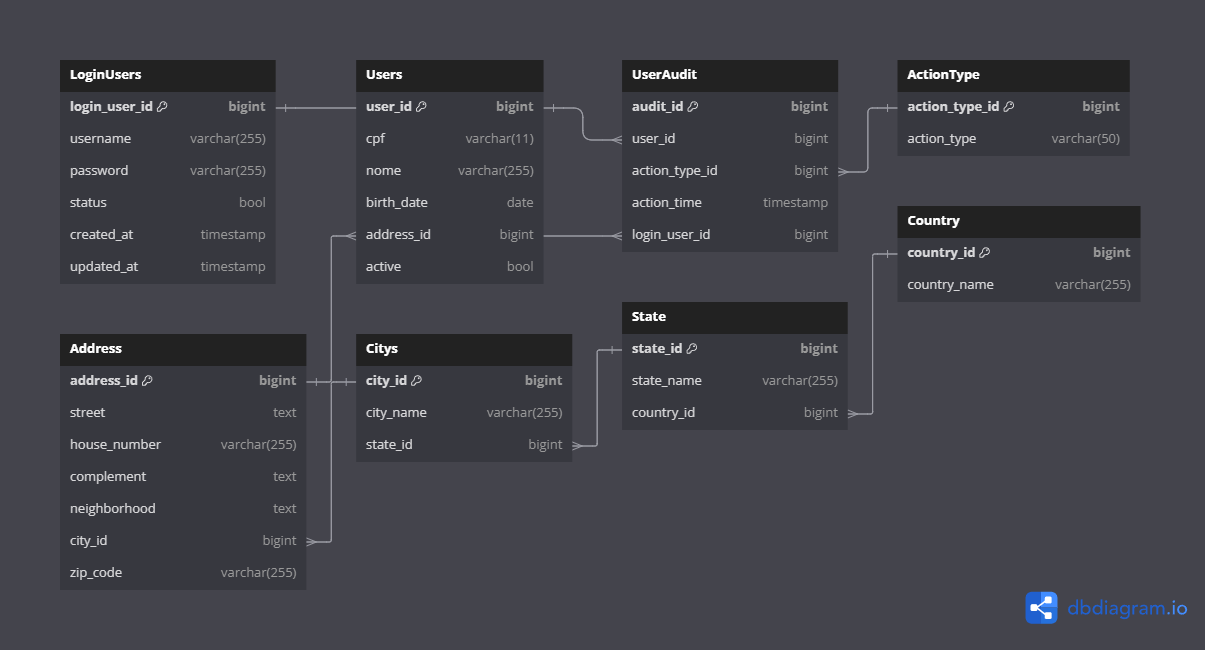 LoginUsers
login_user_id bigint
username varchar(255)
password varchar(255)
status bool
created_at timestamp
updated_at timestamp
Users
user_id bigint
cpf varchar(11)
nome varchar(255)
birth_date date
address_id bigint
active bool
UserAudit
audit_id bigint
user_id bigint
action_type_id bigint
action_time timestamp
login_user_id bigint
ActionType
action_type_id bigint
action_type varchar(50)
Country
country_id bigint
country_name varchar(255)
Address
address_id bigint
street text
house_number varchar(255)
complement text
neighborhood text
city_id bigint
zip_code varchar(255)
Citys
city_id bigint
city_name varchar(255)
state_id bigint
State
state_id bigint
state_name varchar(255)
country_id bigint
dbdiagram.io